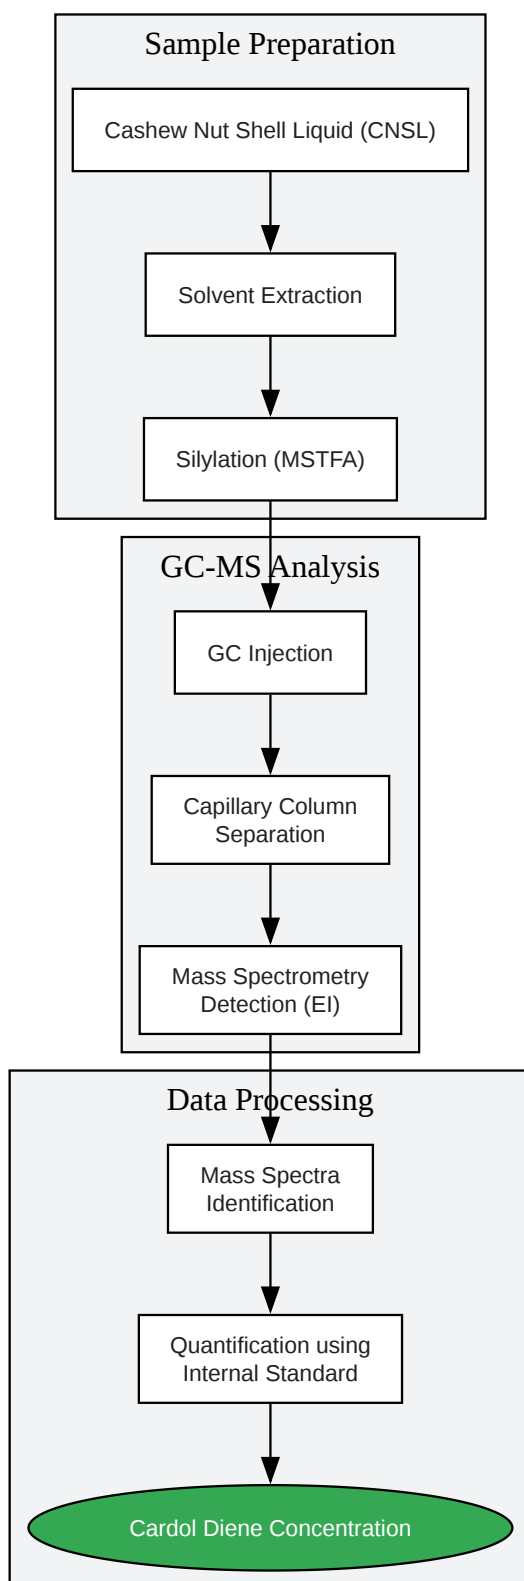 Sample Preparation
Cashew Nut Shell Liquid (CNSL)
Solvent Extraction
Silylation (MSTFA)
GC-MS Analysis
GC Injection
Capillary Column
Separation
Mass Spectrometry
Detection (EI)
Data Processing
Mass Spectra
Identification
Quantification using
Internal Standard
Cardol Diene Concentration